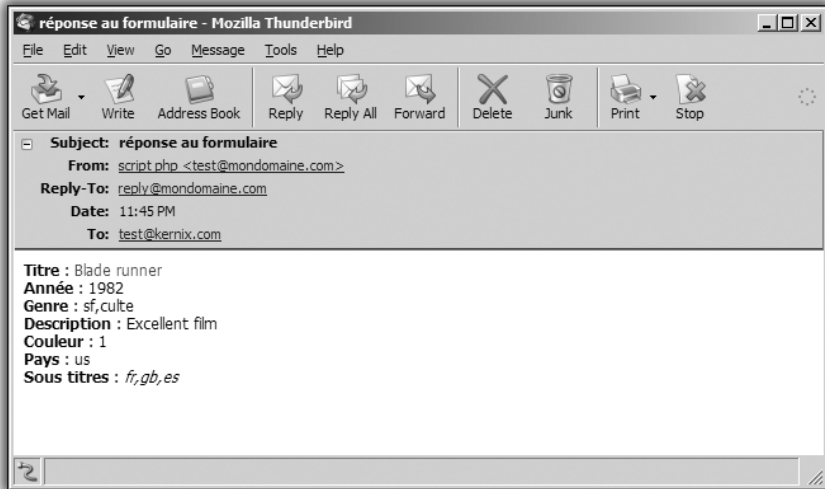 réponse au formulaire - Mozilla Thunderbird
File Edit View Go Message Tools Help
Get Mail Write Address Book Reply Reply All Forward Delete Junk Print Stop
Subject: réponse au formulaire
From: script php <test@mondomaine.com>
Reply-To: reply@mondomaine.com
Date: 11:45 PM
To: test@kernix.com
Titre : Blade runner
Année : 1982
Genre : sf,culte
Description : Excellent film
Couleur : 1
Pays : us
Sous titres : fr,gb,es